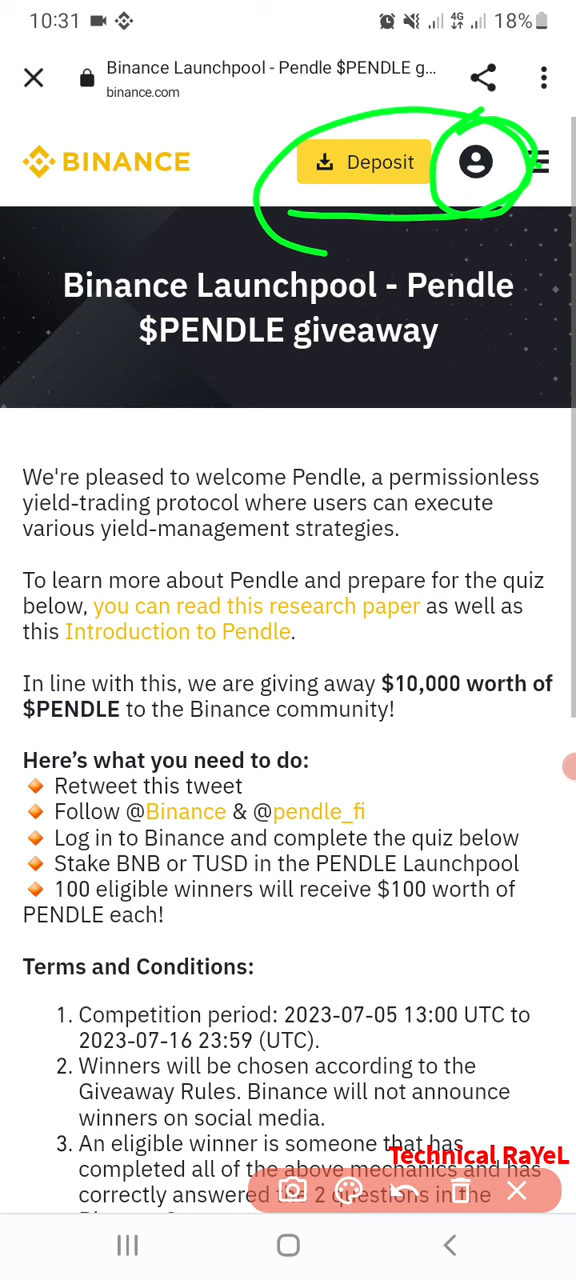 10:31
4G
18%
Binance Launchpool - Pendle $PENDLE g...
binance.com
BINANCE
Deposit
Binance Launchpool - Pendle
$PENDLE giveaway
We're pleased to welcome Pendle, a permissionless
yield-trading protocol where users can execute
various yield-management strategies.
To learn more about Pendle and prepare for the quiz
below, you can read this research paper as well as
this Introduction to Pendle.
In line with this, we are giving away $10,000 worth of
$PENDLE to the Binance community!
Here’s what you need to do:
🔸 Retweet this tweet
🔸 Follow @Binance & @pendle_fi
🔸 Log in to Binance and complete the quiz below
🔸 Stake BNB or TUSD in the PENDLE Launchpool
🔸 100 eligible winners will receive $100 worth of
PENDLE each!
Terms and Conditions:
1. Competition period: 2023-07-05 13:00 UTC to
2023-07-16 23:59 (UTC).
2. Winners will be chosen according to the
Giveaway Rules. Binance will not announce
winners on social media.
3. An eligible winner is someone that has
Technical RaYeL
completed all of the above mechanics and has
correctly answered the 2 questions in the